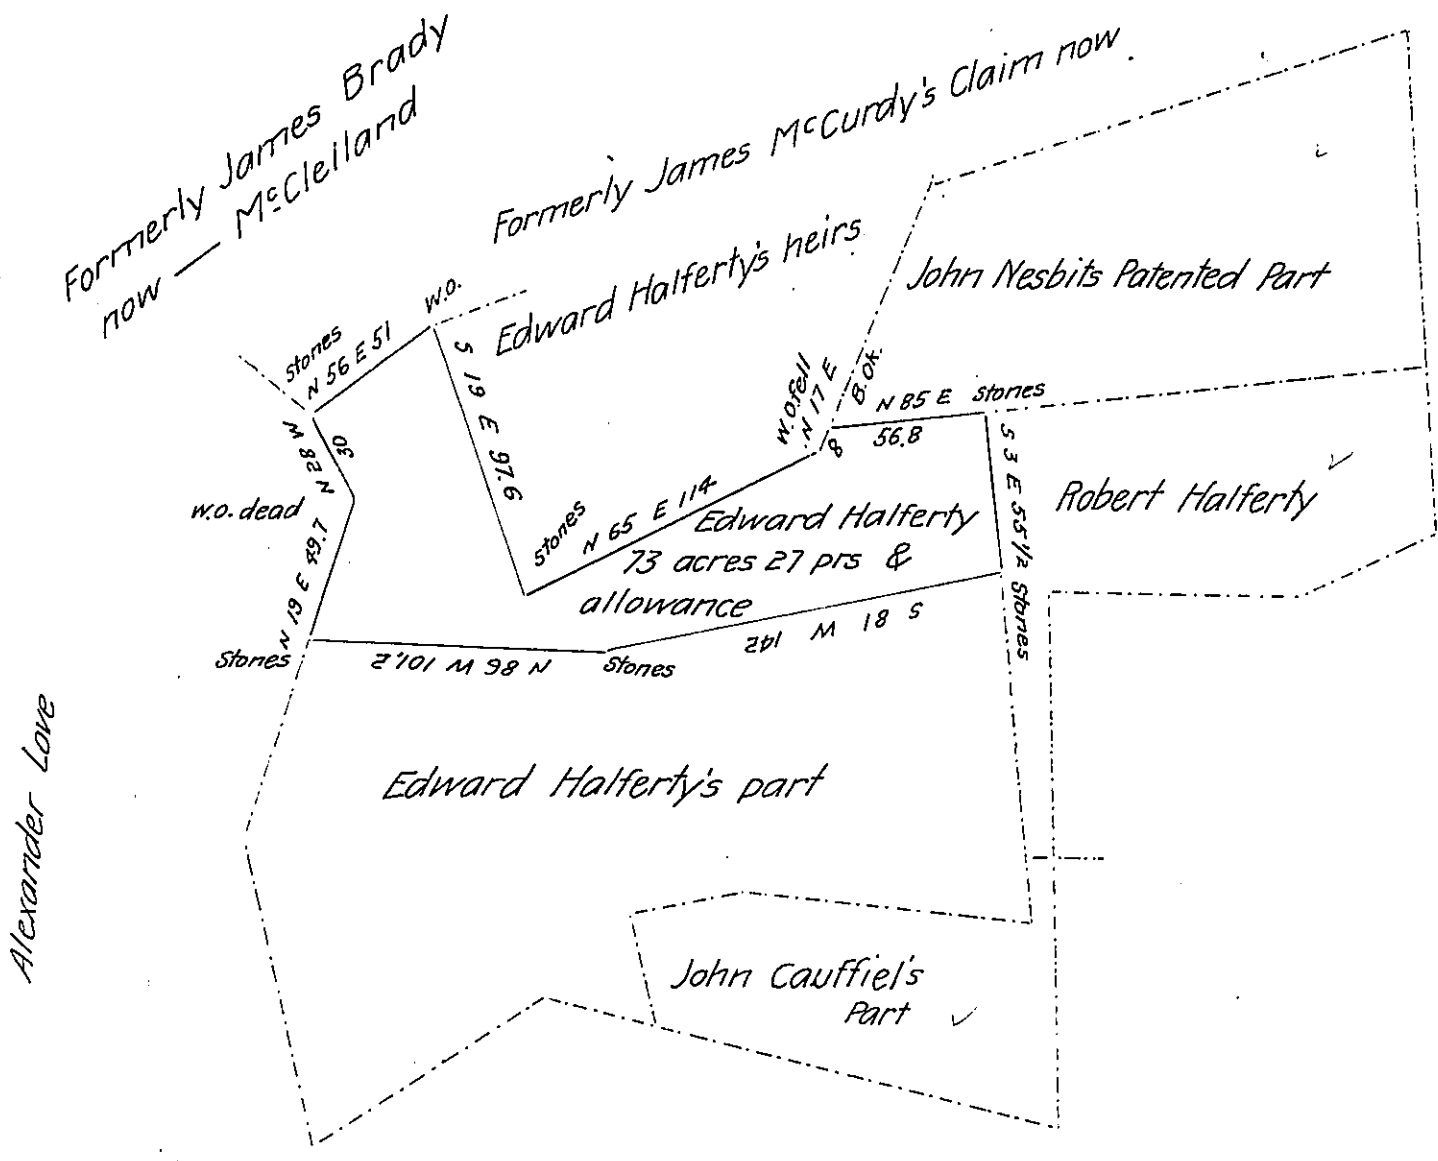 Formerly James Brady
now — McClelland
Formerly James McCurdy's Claim now
Edward Halferty's heirs
John Nesbits Patented Part
W.O.
Stones
N 56 E 51
S 19 E 97.6
W.O. fell
N 17 E
8
B.OK.
N 85 E
56.8
Stones
N 28 W
30
w.o. dead
N 19 E 49.7
Stones
N 65 E 114
Edward Halferty
73 acres 27 prs &
allowance
S 3 E 55 1/2
Stones
Robert Halferty
Stones
N 86 W 101.2
Stones
S 81 W 142
Alexander Love
Edward Halferty's part
John Cauffiel's
Part